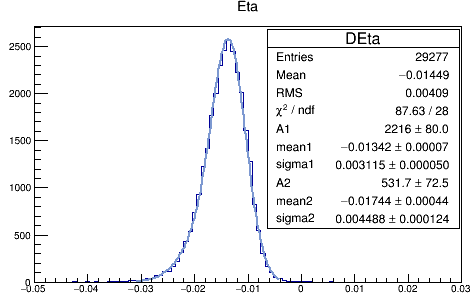 Eta
DEta
Entries 29277
Mean −0.01449
RMS 0.00409
χ² / ndf 87.63 / 28
A1 2216 ± 80.0
mean1 −0.01342 ± 0.00007
sigma1 0.003115 ± 0.000050
A2 531.7 ± 72.5
mean2 −0.01744 ± 0.00044
sigma2 0.004488 ± 0.000124
2500
2000
1500
1000
500
0
−0.05 −0.04 −0.03 −0.02 −0.01 0 0.01 0.02 0.03